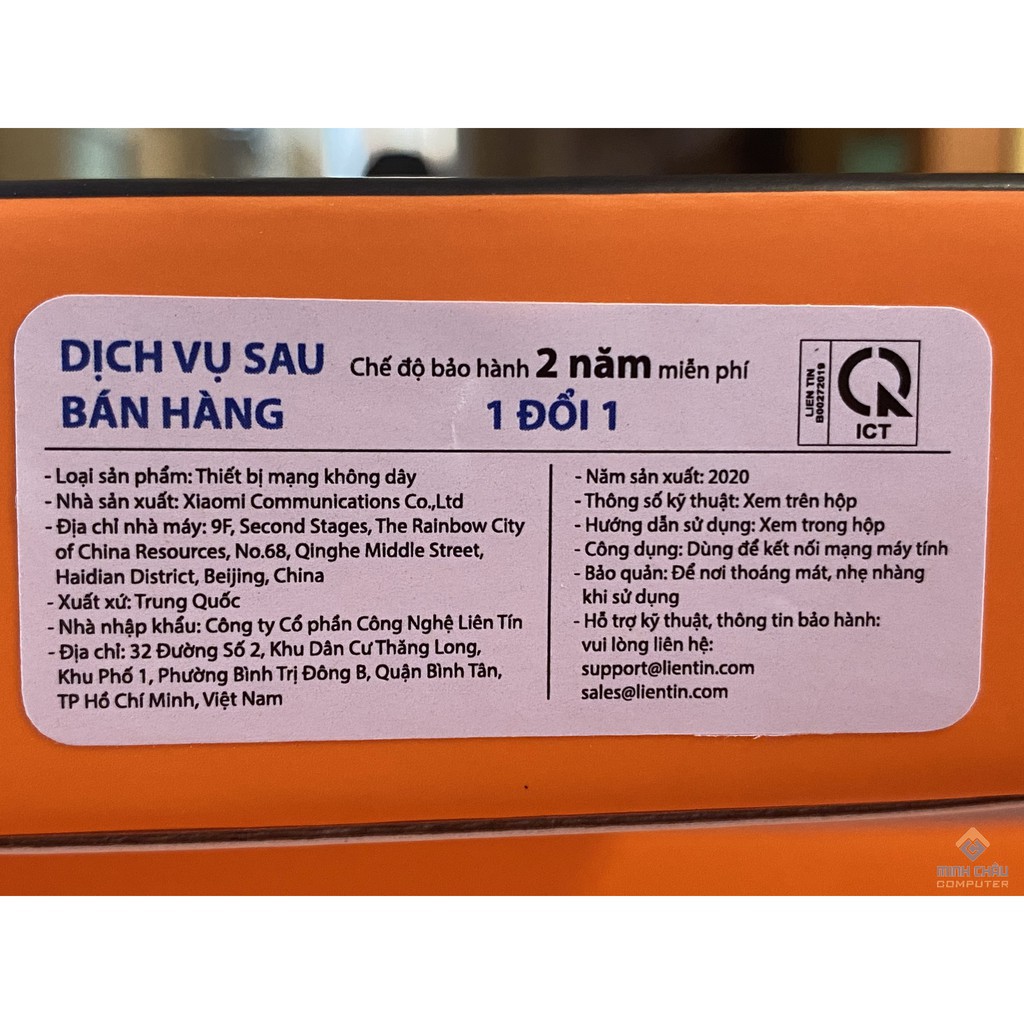 DỊCH VỤ SAU
BÁN HÀNG
Chế độ bảo hành 2 năm miễn phí
1 ĐỔI 1
LIEN TIN
B00272019
ICT
- Loại sản phẩm: Thiết bị mạng không dây
- Nhà sản xuất: Xiaomi Communications Co.,Ltd
- Địa chỉ nhà máy: 9F, Second Stages, The Rainbow City
of China Resources, No.68, Qinghe Middle Street,
Haidian District, Beijing, China
- Xuất xứ: Trung Quốc
- Nhà nhập khẩu: Công ty Cổ phần Công Nghệ Liên Tín
- Địa chỉ: 32 Đường Số 2, Khu Dân Cư Thăng Long,
Khu Phố 1, Phường Bình Trị Đông B, Quận Bình Tân,
TP Hồ Chí Minh, Việt Nam
- Năm sản xuất: 2020
- Thông số kỹ thuật: Xem trên hộp
- Hướng dẫn sử dụng: Xem trong hộp
- Công dụng: Dùng để kết nối mạng máy tính
- Bảo quản: Để nơi thoáng mát, nhẹ nhàng
khi sử dụng
- Hỗ trợ kỹ thuật, thông tin bảo hành:
vui lòng liên hệ:
support@lientin.com
sales@lientin.com
MINH CHÂU
COMPUTER